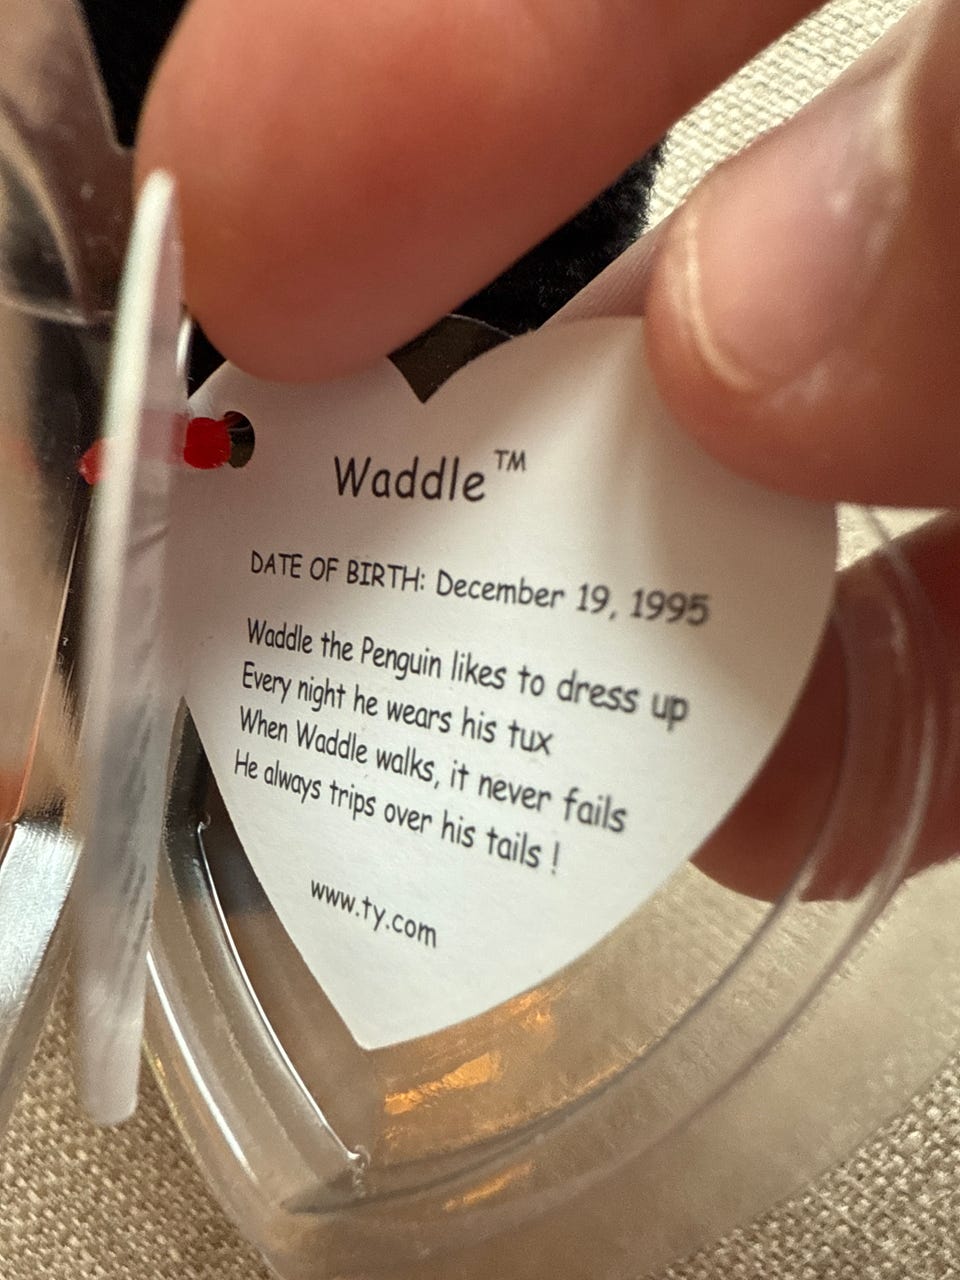 Waddle™
DATE OF BIRTH: December 19, 1995
Waddle the Penguin likes to dress up
Every night he wears his tux
When Waddle walks, it never fails
He always trips over his tails !
www.ty.com